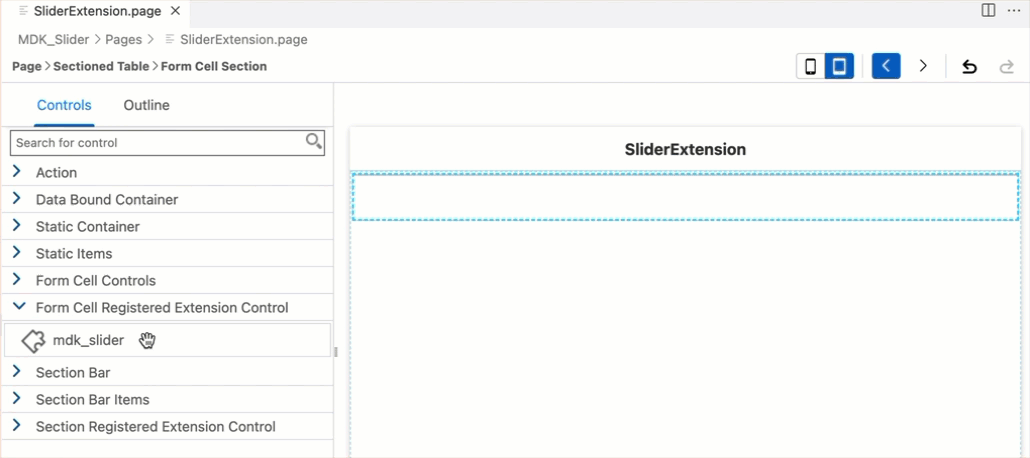 SliderExtension.page
MDK_Slider > Pages > SliderExtension.page
Page > Sectioned Table > Form Cell Section
Controls Outline
Search for control
Action
Data Bound Container
Static Container
Static Items
Form Cell Controls
Form Cell Registered Extension Control
mdk_slider
Section Bar
Section Bar Items
Section Registered Extension Control
SliderExtension